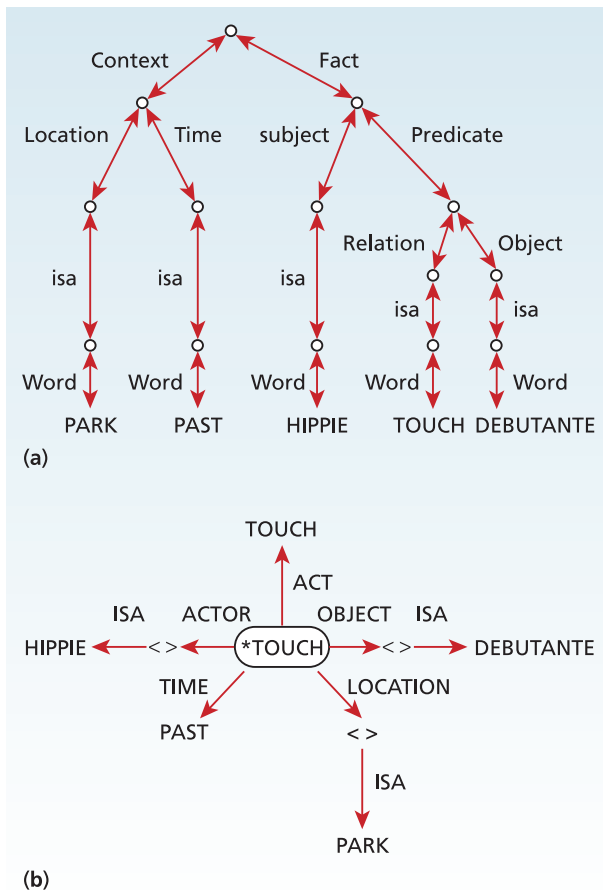 Context Fact
Location Time subject Predicate
Relation Object
isa isa isa isa isa
Word Word Word Word Word
PARK PAST HIPPIE TOUCH DEBUTANTE
(a)
TOUCH
ACT
ISA ACTOR OBJECT ISA
HIPPIE < > *TOUCH < > DEBUTANTE
TIME LOCATION
PAST < >
ISA
PARK
(b)